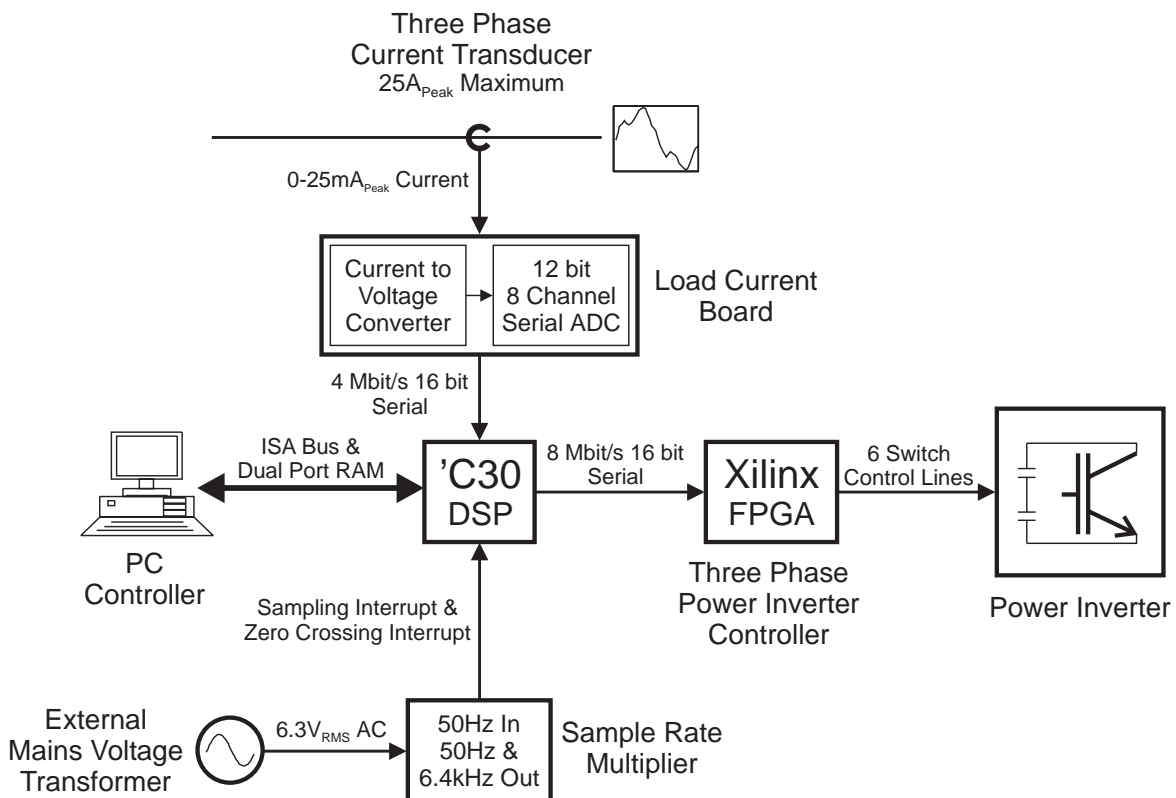 Three Phase
Current Transducer
25A_Peak Maximum
0-25mA_Peak Current
Current to
Voltage
Converter
12 bit
8 Channel
Serial ADC
Load Current
Board
4 Mbit/s 16 bit
Serial
ISA Bus &
Dual Port RAM
PC
Controller
'C30
DSP
8 Mbit/s 16 bit
Serial
Xilinx
FPGA
Three Phase
Power Inverter
Controller
6 Switch
Control Lines
Power Inverter
Sampling Interrupt &
Zero Crossing Interrupt
External
Mains Voltage
Transformer
6.3V_RMS AC
50Hz In
50Hz &
6.4kHz Out
Sample Rate
Multiplier